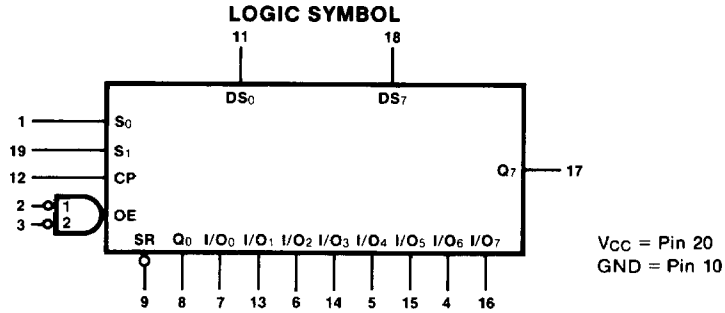 LOGIC SYMBOL
11 18
DS0 DS7
1 S0
19 S1
12 CP
Q7 17
2 1
3 2
OE
SR Q0 I/O0 I/O1 I/O2 I/O3 I/O4 I/O5 I/O6 I/O7
9 8 7 13 6 14 5 15 4 16
VCC = Pin 20
GND = Pin 10